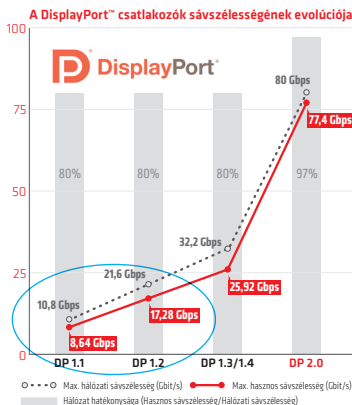 A DisplayPort™ csatlakozók sávszélességének evolúciója
100
DisplayPort
80 Gbps
77,4 Gbps
75
80%
80%
80%
97%
50
32,2 Gbps
25,92 Gbps
25
21,6 Gbps
17,28 Gbps
10,8 Gbps
8,64 Gbps
0
DP 1.1
DP 1.2
DP 1.3/1.4
DP 2.0
Max. hálózati sávszélesség (Gbit/s)
Max. hasznos sávszélesség (Gbit/s)
Hálózat hatékonysága (Hasznos sávszélesség/Hálózati sávszélesség)